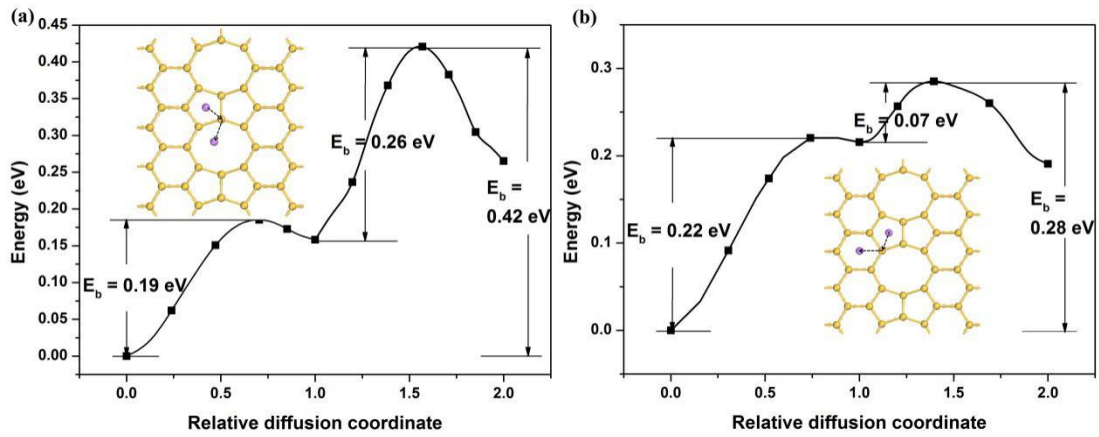 (a)
Energy (eV)
0.45
0.40
0.35
0.30
0.25
0.20
0.15
0.10
0.05
0.00
E_b = 0.19 eV
E_b = 0.26 eV
E_b =
0.42 eV
0.0 0.5 1.0 1.5 2.0
Relative diffusion coordinate
(b)
Energy (eV)
0.3
0.2
0.1
0.0
E_b = 0.22 eV
E_b = 0.07 eV
E_b =
0.28 eV
0.0 0.5 1.0 1.5 2.0
Relative diffusion coordinate